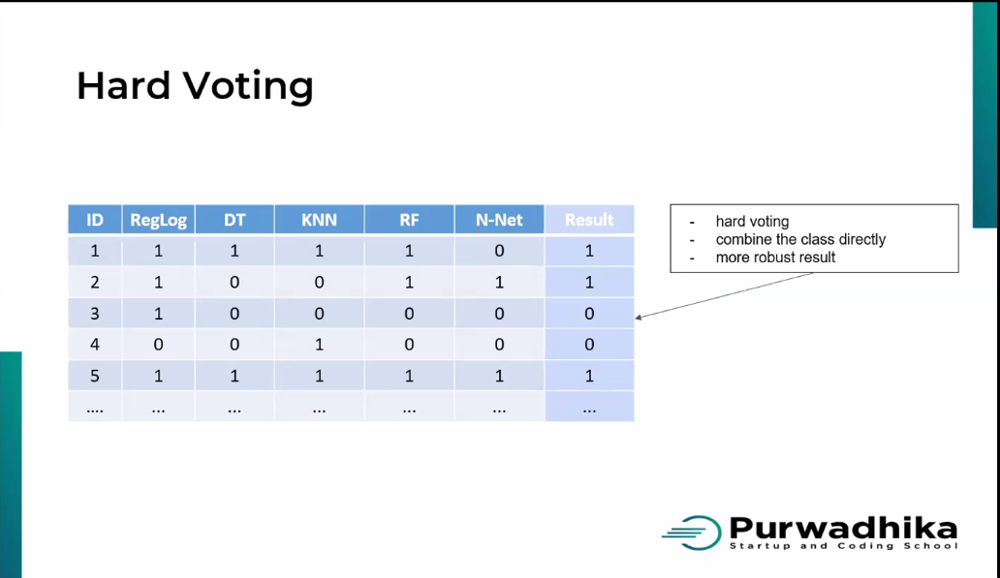 Hard Voting
ID RegLog DT KNN RF N-Net Result
1 1 1 1 1 0 1
2 1 0 0 1 1 1
3 1 0 0 0 0 0
4 0 0 1 0 0 0
5 1 1 1 1 1 1
.... ... ... ... ... ... ...
- hard voting
- combine the class directly
- more robust result
Purwadhika
Startup and Coding School